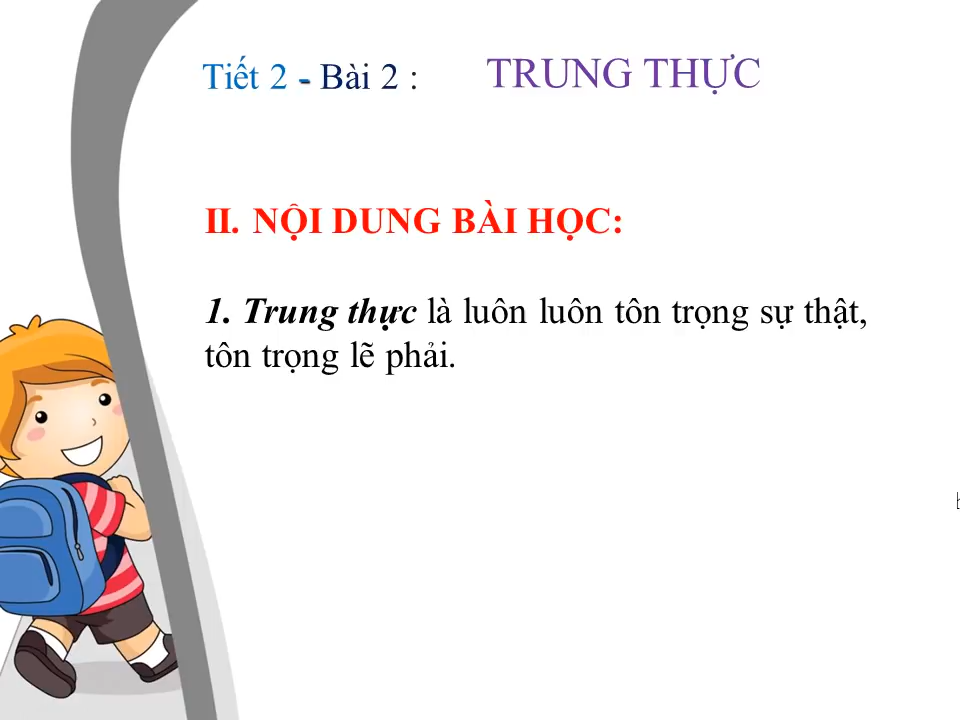 Tiết 2 - Bài 2 : TRUNG THỰC
II. NỘI DUNG BÀI HỌC:
1. Trung thực là luôn luôn tôn trọng sự thật,
tôn trọng lẽ phải.